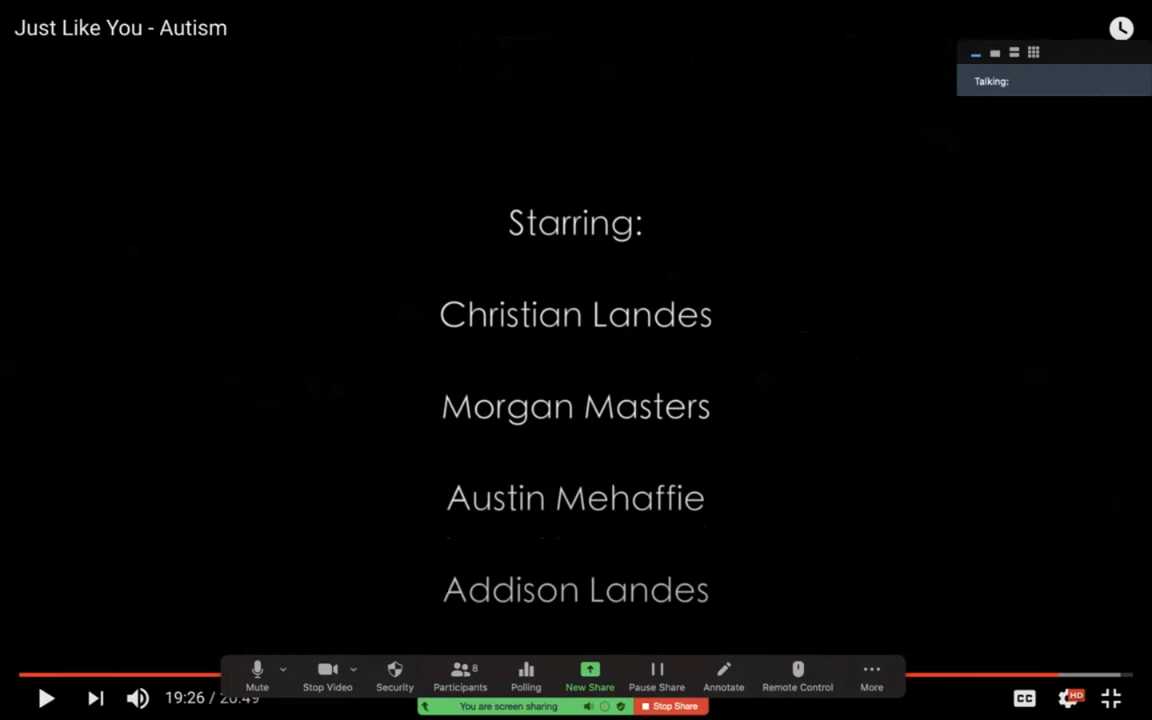 Just Like You - Autism
Talking:
Starring:
Christian Landes
Morgan Masters
Austin Mehaffie
Addison Landes
8
Mute Stop Video Security Participants Polling New Share Pause Share Annotate Remote Control More
19:26 / 20:49
CC HD
You are screen sharing Stop Share